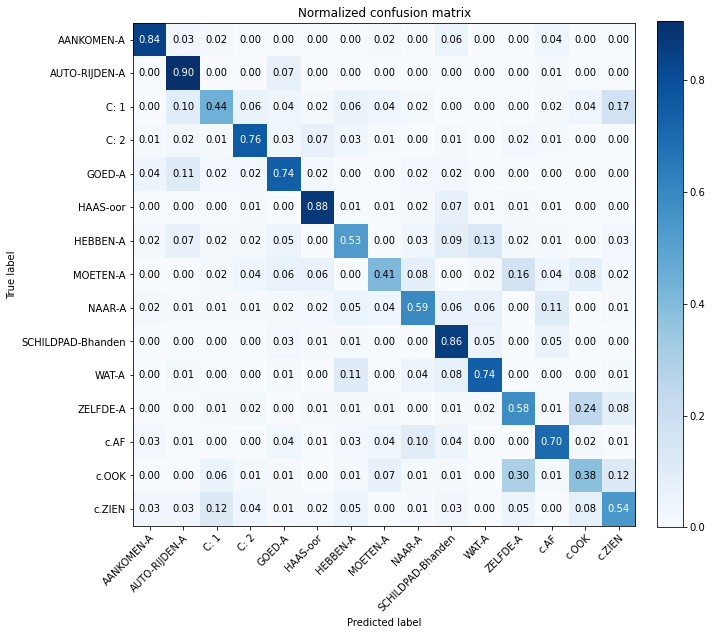 Normalized confusion matrix
AANKOMEN-A 0.84 0.03 0.02 0.00 0.00 0.00 0.00 0.02 0.00 0.06 0.00 0.00 0.04 0.00 0.00
AUTO-RIJDEN-A 0.00 0.90 0.00 0.00 0.07 0.00 0.00 0.00 0.00 0.00 0.00 0.00 0.01 0.00 0.00
C: 1 0.00 0.10 0.44 0.06 0.04 0.02 0.06 0.04 0.02 0.00 0.00 0.00 0.02 0.04 0.17
C: 2 0.01 0.02 0.01 0.76 0.03 0.07 0.03 0.01 0.00 0.01 0.00 0.02 0.01 0.00 0.00
GOED-A 0.04 0.11 0.02 0.02 0.74 0.02 0.00 0.00 0.02 0.02 0.00 0.00 0.00 0.00 0.00
HAAS-oor 0.00 0.00 0.00 0.01 0.00 0.88 0.01 0.01 0.02 0.07 0.01 0.01 0.01 0.00 0.00
HEBBEN-A 0.02 0.07 0.02 0.02 0.05 0.00 0.53 0.00 0.03 0.09 0.13 0.02 0.01 0.00 0.03
MOETEN-A 0.00 0.00 0.02 0.04 0.06 0.06 0.00 0.41 0.08 0.00 0.02 0.16 0.04 0.08 0.02
NAAR-A 0.02 0.01 0.01 0.01 0.02 0.02 0.05 0.04 0.59 0.06 0.06 0.00 0.11 0.00 0.01
SCHILDPAD-Bhanden 0.00 0.00 0.00 0.00 0.03 0.01 0.01 0.00 0.00 0.86 0.05 0.00 0.05 0.00 0.00
WAT-A 0.00 0.01 0.00 0.00 0.01 0.00 0.11 0.00 0.04 0.08 0.74 0.00 0.00 0.00 0.01
ZELFDE-A 0.00 0.00 0.01 0.02 0.00 0.01 0.01 0.01 0.01 0.00 0.02 0.58 0.01 0.24 0.08
c.AF 0.03 0.01 0.00 0.00 0.04 0.01 0.03 0.04 0.10 0.04 0.00 0.00 0.70 0.02 0.01
c.OOK 0.00 0.00 0.06 0.01 0.01 0.00 0.01 0.07 0.01 0.01 0.00 0.30 0.01 0.38 0.12
c.ZIEN 0.03 0.03 0.12 0.04 0.01 0.02 0.05 0.00 0.01 0.03 0.00 0.05 0.00 0.08 0.54
AANKOMEN-A
AUTO-RIJDEN-A
C: 1
C: 2
GOED-A
HAAS-oor
HEBBEN-A
MOETEN-A
NAAR-A
SCHILDPAD-Bhanden
WAT-A
ZELFDE-A
c.AF
c.OOK
c.ZIEN
True label
Predicted label
0.8
0.6
0.4
0.2
0.0